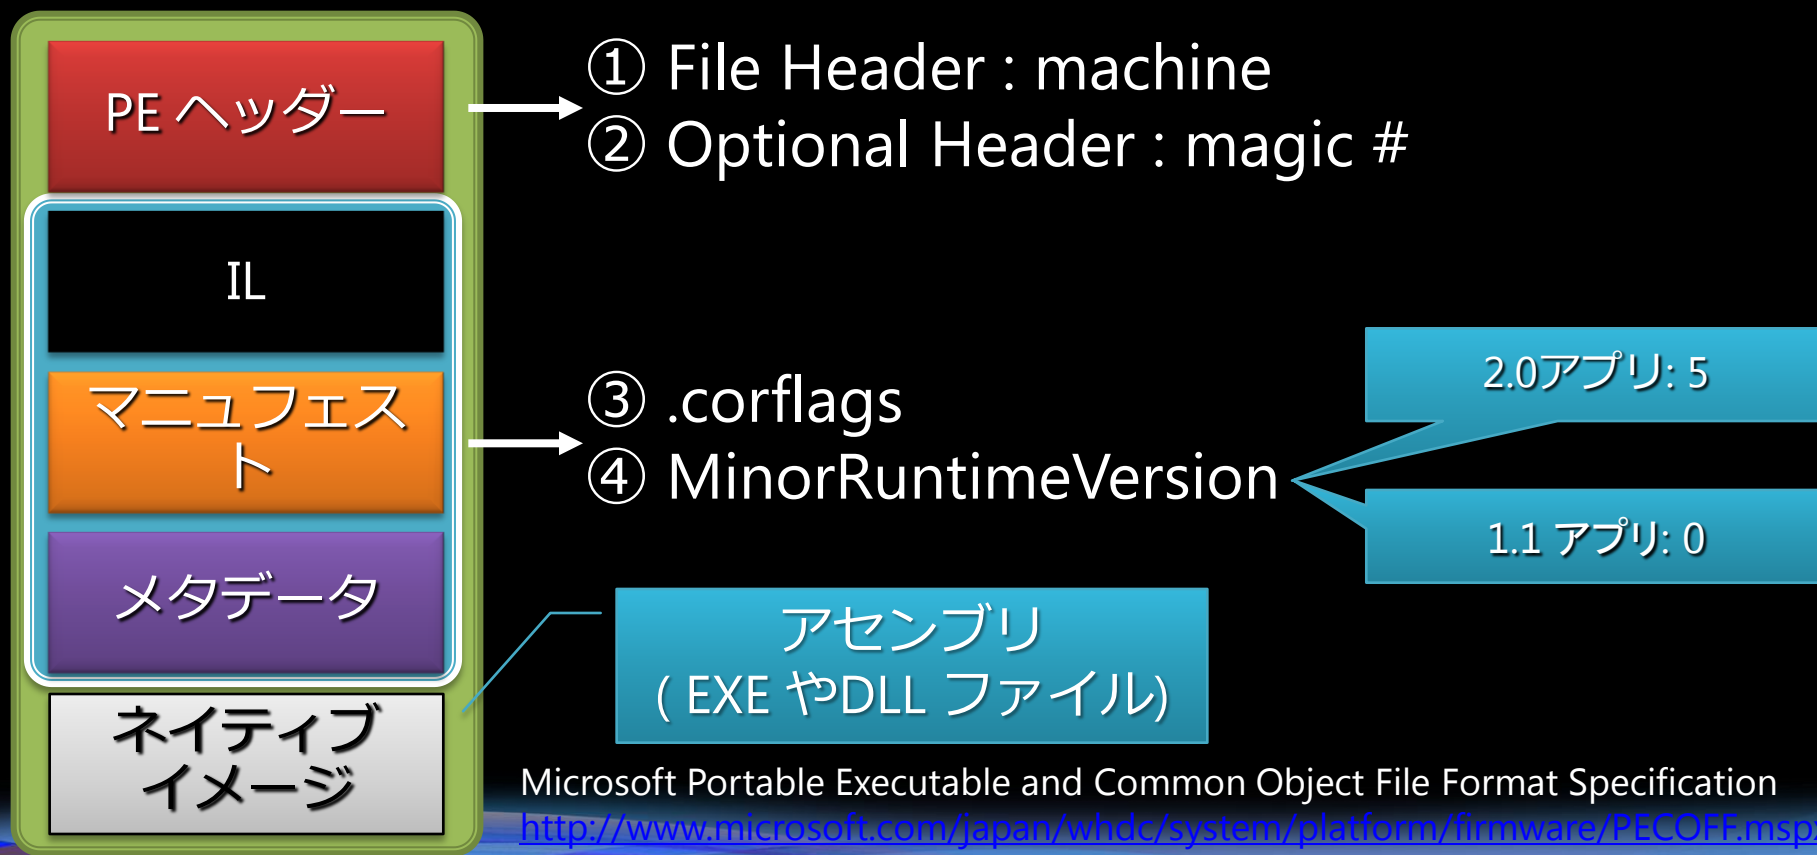 PE ヘッダー
IL
マニュフェス
ト
メタデータ
ネイティブ
イメージ
① File Header : machine
② Optional Header : magic #
③ .corflags
④ MinorRuntimeVersion
2.0アプリ: 5
1.1 アプリ: 0
アセンブリ
( EXE やDLL ファイル)
Microsoft Portable Executable and Common Object File Format Specification
http://www.microsoft.com/japan/whdc/system/platform/firmware/PECOFF.mspx